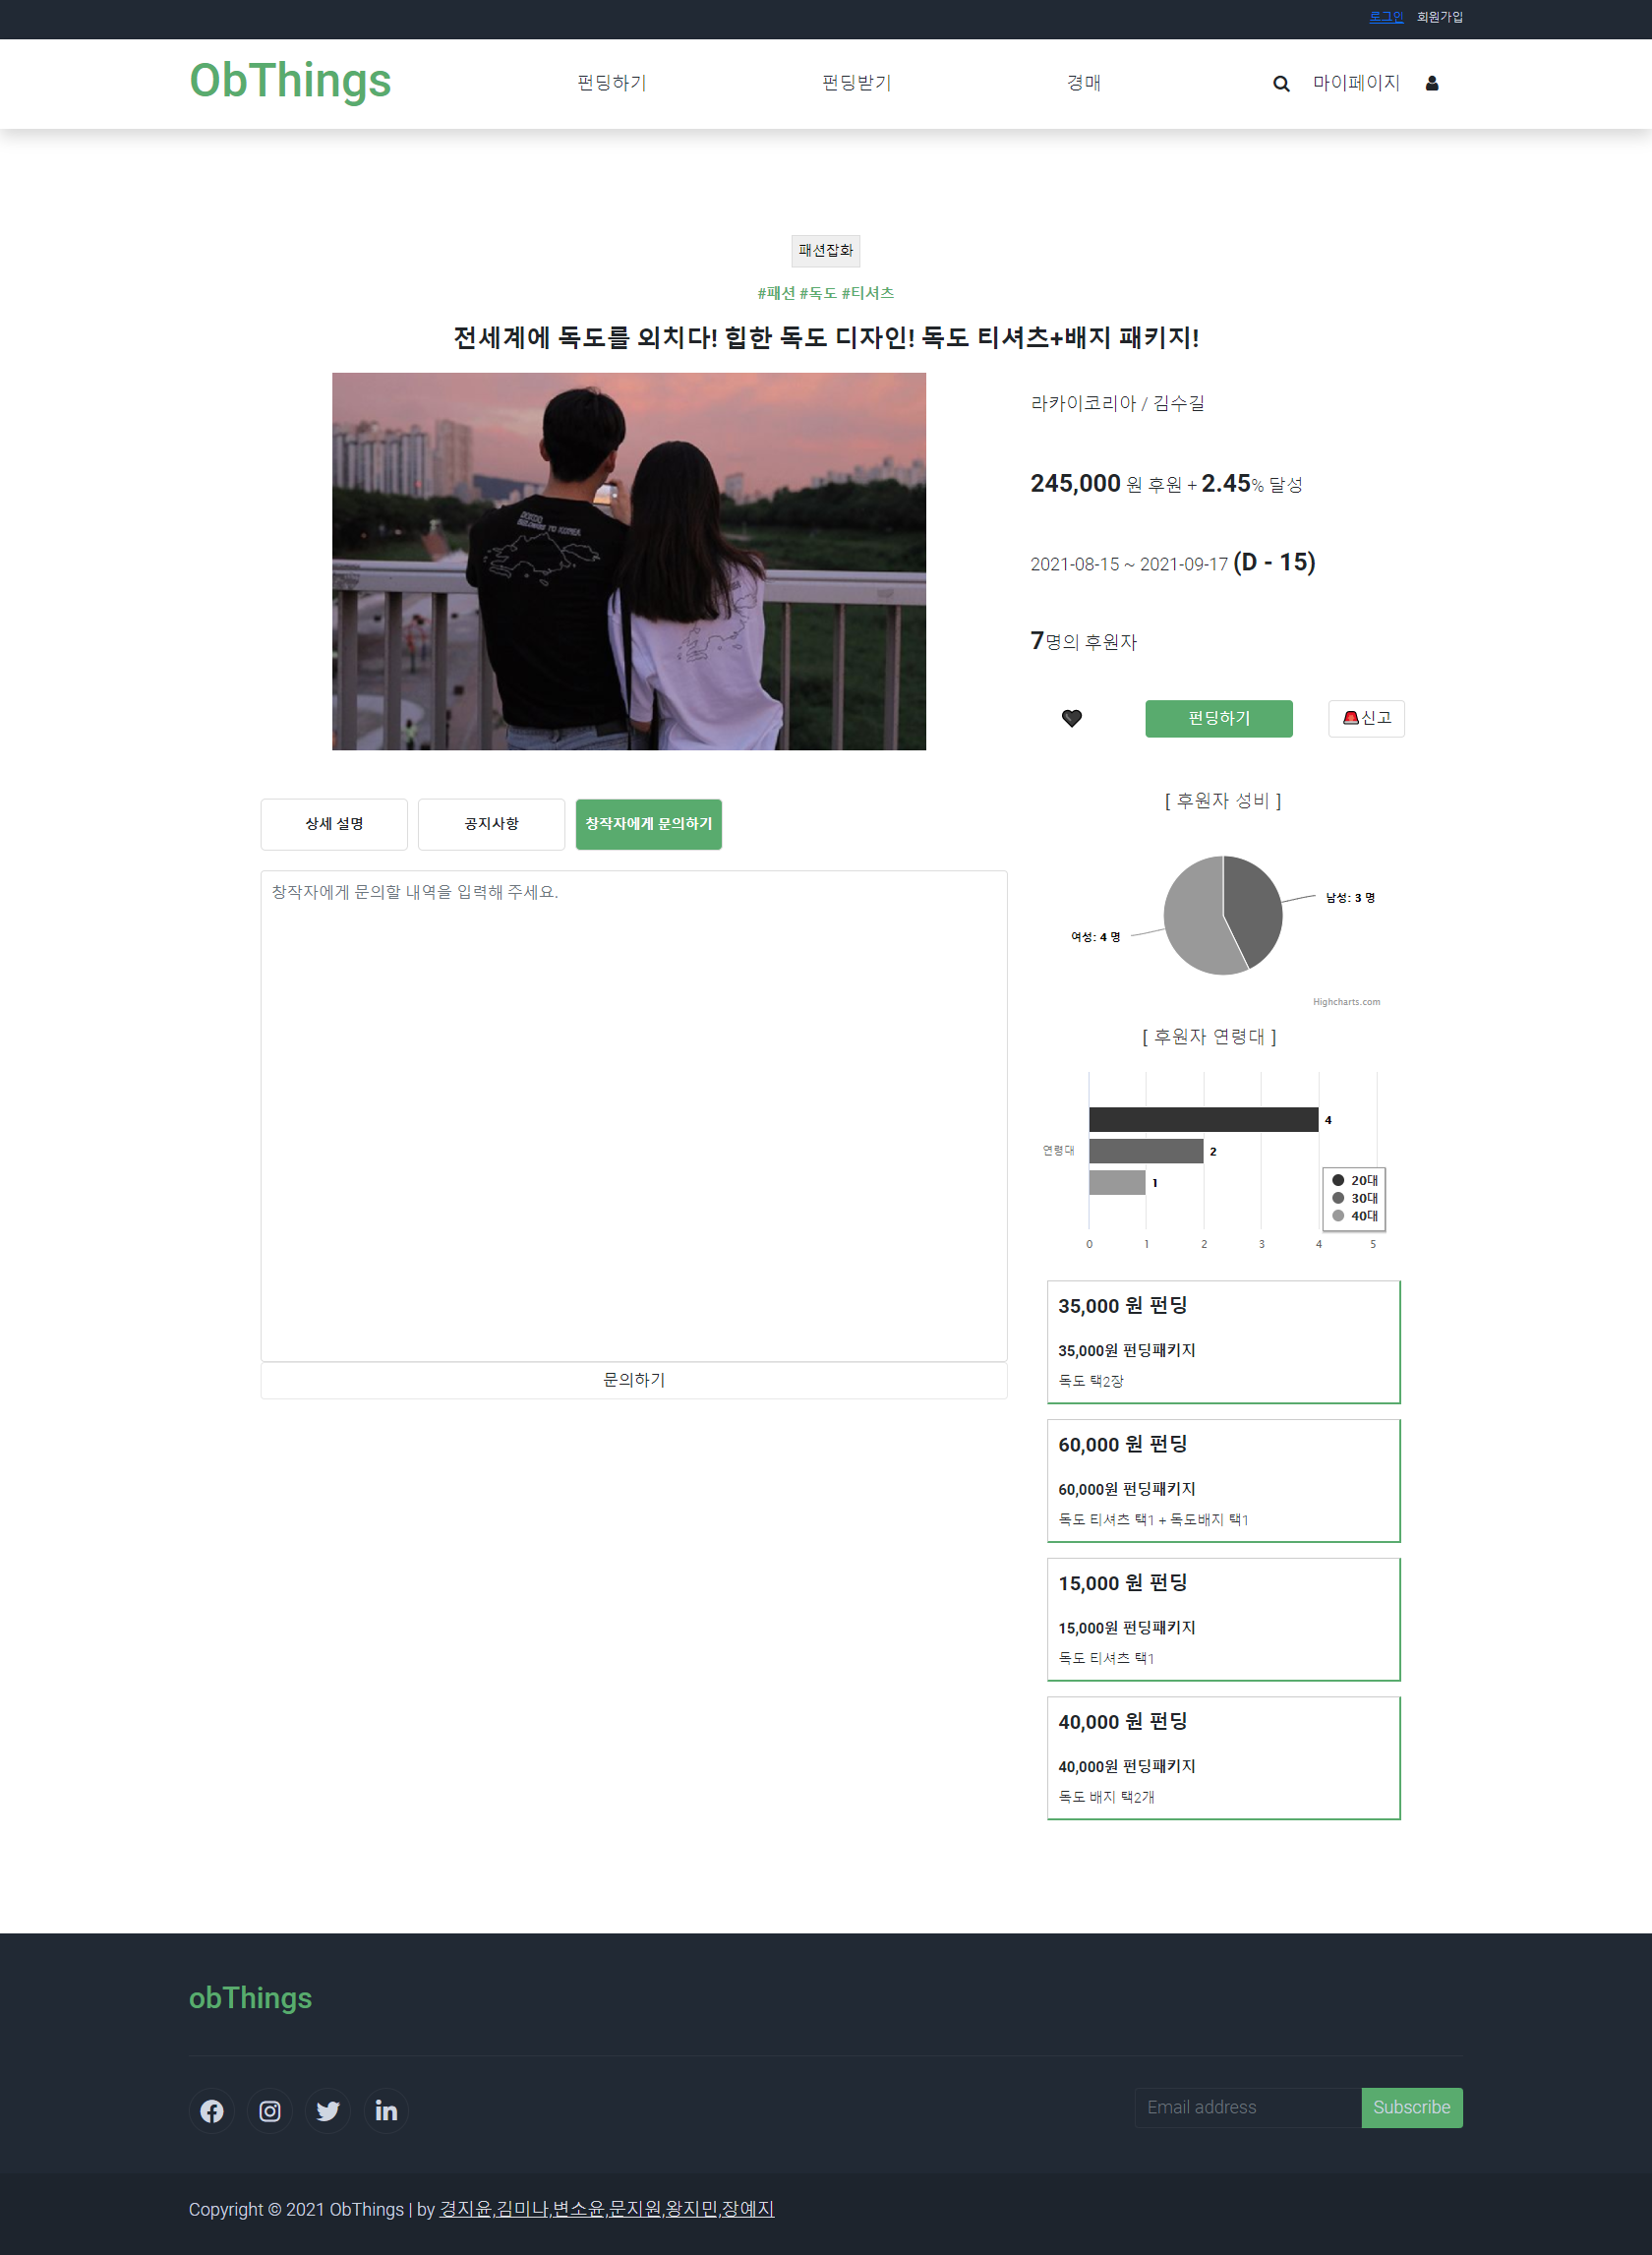 로그인 회원가입
ObThings 펀딩하기 펀딩받기 경매 마이페이지
패션잡화
#패션 #독도 #티셔츠
전세계에 독도를 외치다! 힙한 독도 디자인! 독도 티셔츠+배지 패키지!
라카이코리아 / 김수길
245,000 원 후원 + 2.45% 달성
2021-08-15 ~ 2021-09-17 (D - 15)
7명의 후원자
펀딩하기 신고
상세 설명 공지사항 창작자에게 문의하기
창작자에게 문의할 내역을 입력해 주세요.
문의하기
[ 후원자 성비 ]
남성: 3 명
여성: 4 명
Highcharts.com
[ 후원자 연령대 ]
4
연령대 2
1
20대
30대
40대
0 1 2 3 4 5
35,000 원 펀딩
35,000원 펀딩패키지
독도 택2장
60,000 원 펀딩
60,000원 펀딩패키지
독도 티셔츠 택1 + 독도배지 택1
15,000 원 펀딩
15,000원 펀딩패키지
독도 티셔츠 택1
40,000 원 펀딩
40,000원 펀딩패키지
독도 배지 택2개
obThings
Email address Subscribe
Copyright © 2021 ObThings | by 경지윤,김미나,변소윤,문지원,왕지민,장예지